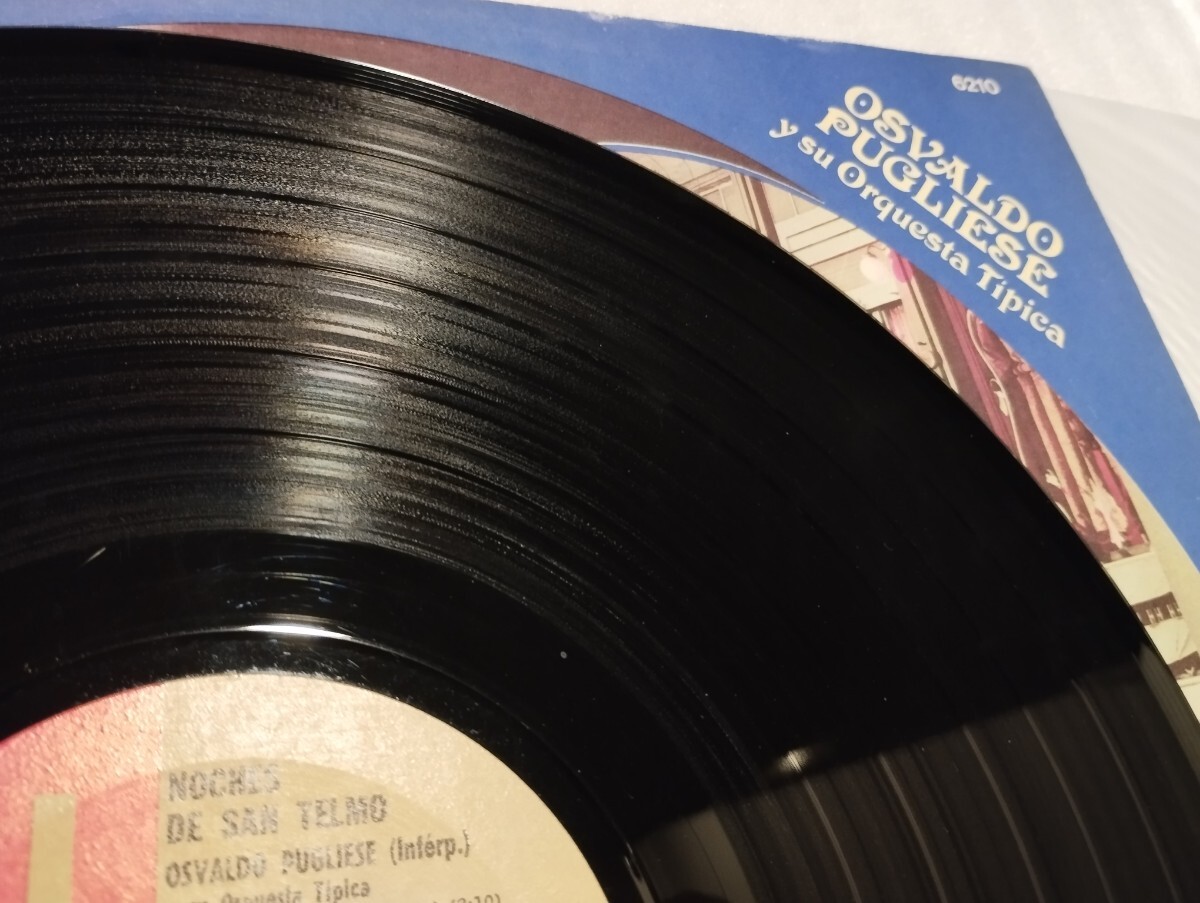 6210
OSVALDO
PUGLIESE
y su Orquesta Típica
NOCHES
DE SAN TELMO
OSVALDO PUGLIESE (Intérp.)
Orquesta Típica